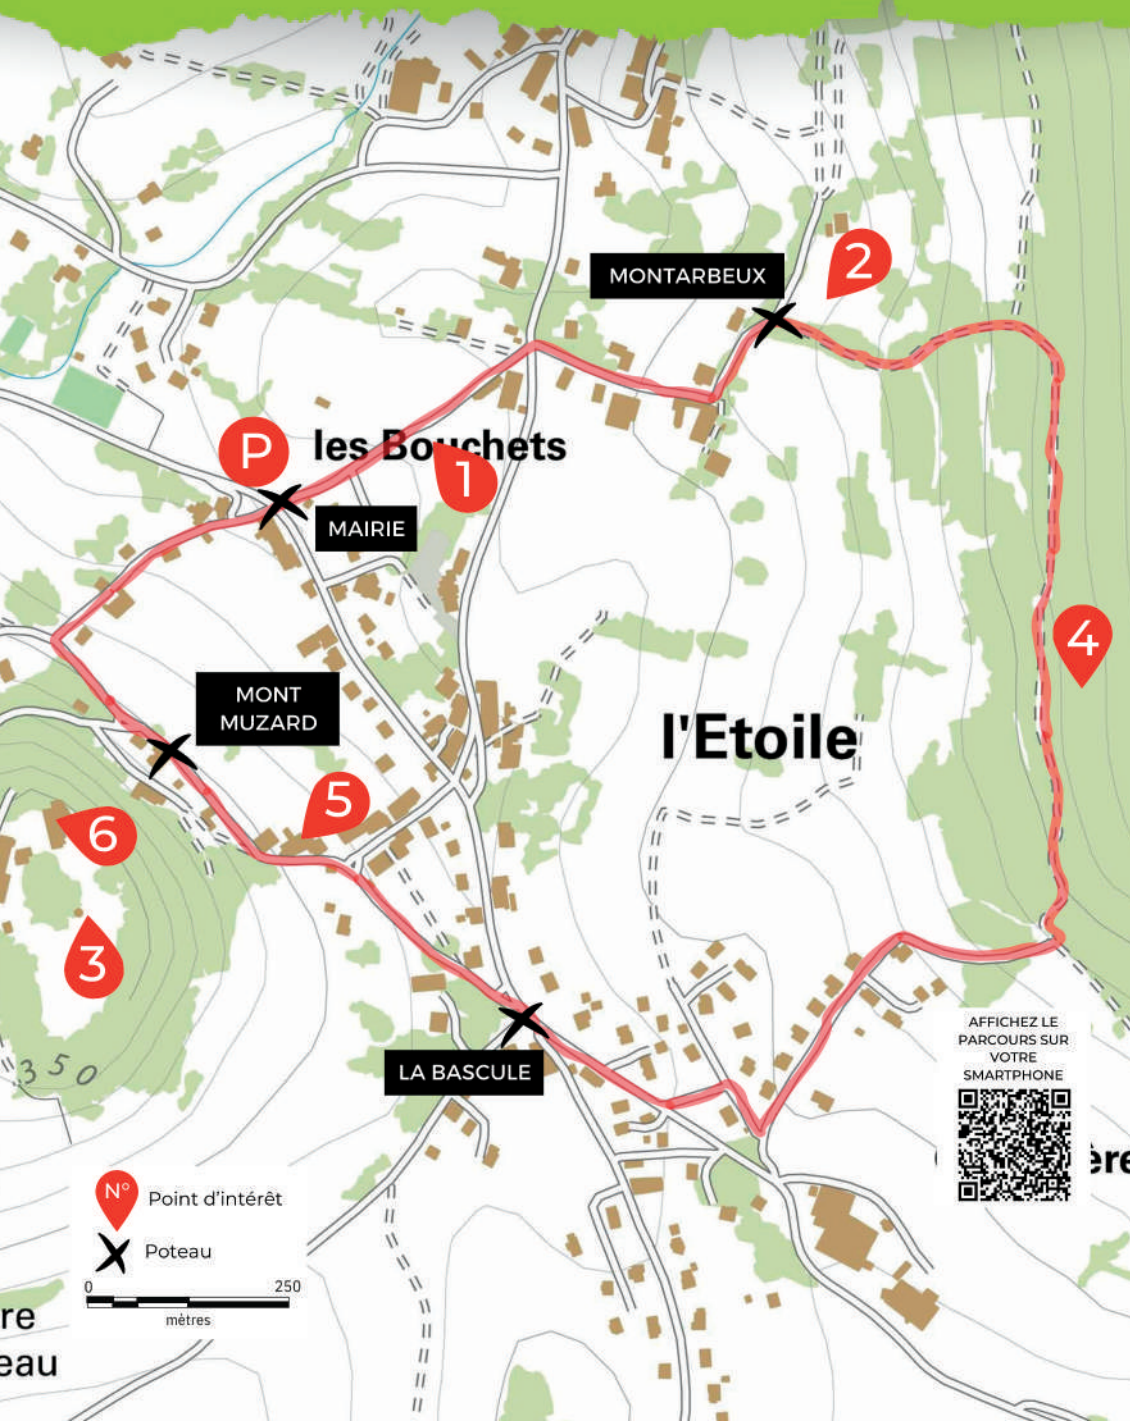 MONTARBEUX
2
P
les Bouchets
1
MAIRIE
4
MONT
MUZARD
l'Etoile
5
6
3
350
LA BASCULE
AFFICHEZ LE
PARCOURS SUR
VOTRE
SMARTPHONE
N° Point d'intérêt
Poteau
0 250
mètres
re
eau
ère